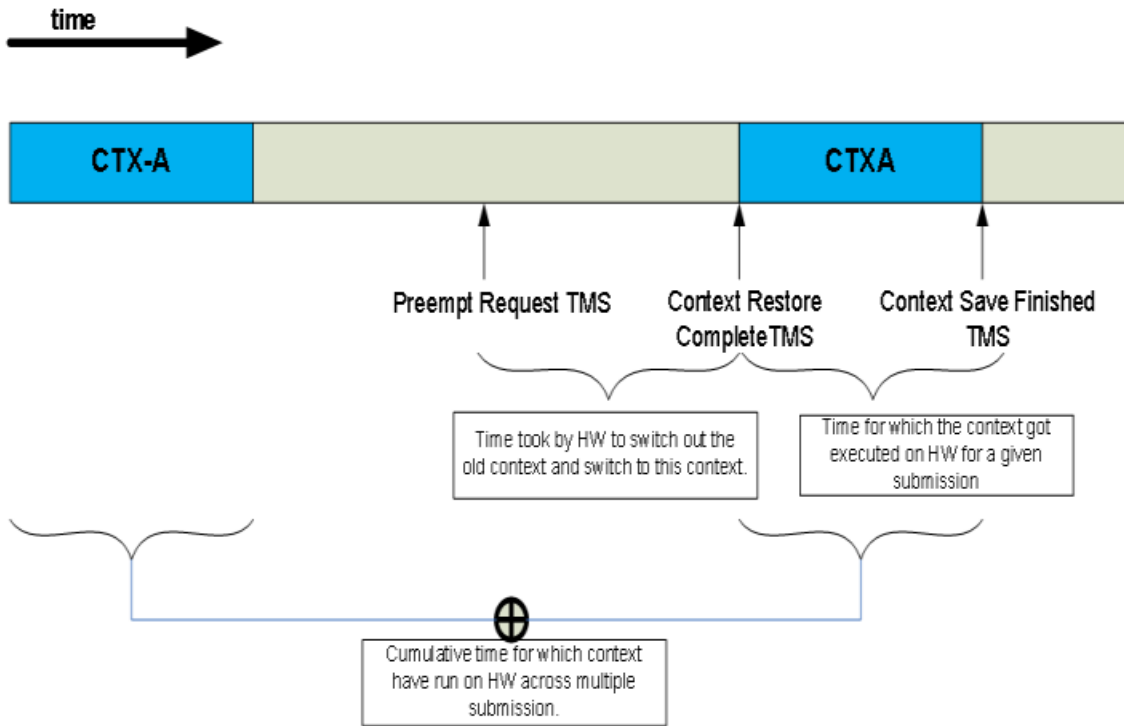 time
CTX-A
CTXA
Preempt Request TMS
Context Restore
CompleteTMS
Context Save Finished
TMS
Time took by HW to switch out the
old context and switch to this context.
Time for which the context got
executed on HW for a given
submission
Cumulative time for which context
have run on HW across multiple
submission.